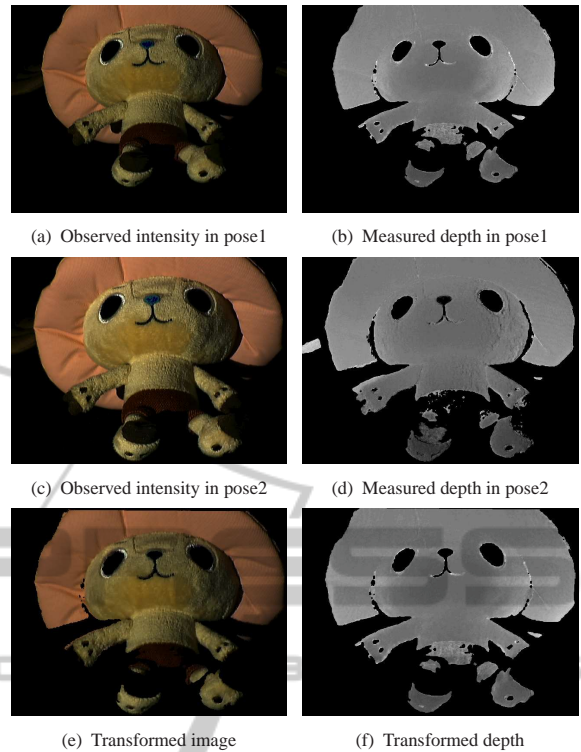 (a) Observed intensity in pose1
(b) Measured depth in pose1
(c) Observed intensity in pose2
(d) Measured depth in pose2
(e) Transformed image
(f) Transformed depth